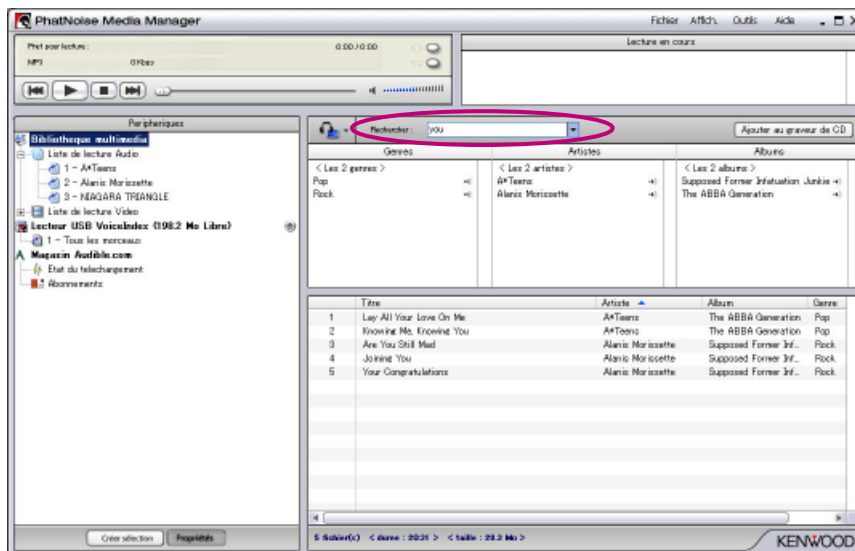 PhatNoise Media Manager
Fichier Affich. Outils Aide
Pret pour lecture :
0:00 / 0:00
MP3 0 Kbps
Lecture en cours
Peripheriques
Bibliotheque multimedia
Liste de lecture Audio
1 - A*Teens
2 - Alanis Morissette
3 - NIAGARA TRIANGLE
Liste de lecture Video
Lecteur USB VoiceIndex (198.2 Mo Libre)
1 - Tous les morceaux
Magasin Audible.com
Etat du telechargement
Abonnements
Créer sélection Propriétés
Rechercher : you
Ajouter au graveur de CD
Genres Artistes Albums
< Les 2 genres > < Les 2 artistes > < Les 2 albums >
Pop A*Teens Supposed Former Infatuation Junkie
Rock Alanis Morissette The ABBA Generation
Titre Artiste Album Genre
1 Lay All Your Love On Me A*Teens The ABBA Generation Pop
2 Knowing Me, Knowing You A*Teens The ABBA Generation Pop
3 Are You Still Mad Alanis Morissette Supposed Former Inf... Rock
4 Joining You Alanis Morissette Supposed Former Inf... Rock
5 Your Congratulations Alanis Morissette Supposed Former Inf... Rock
5 fichier(s) < duree : 20:31 > < taille : 28.2 Mo >
KENWOOD